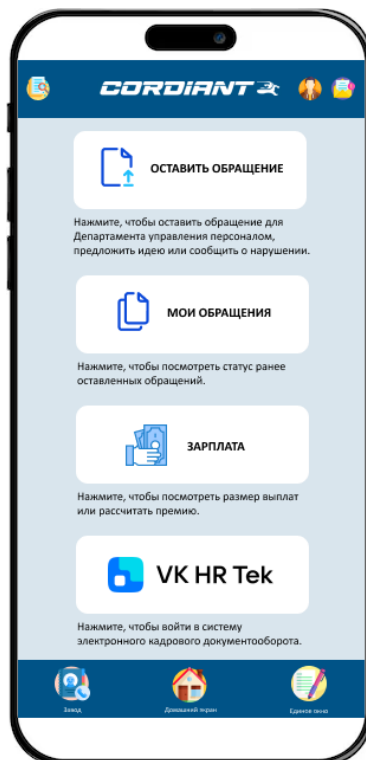 CORDIANT
ОСТАВИТЬ ОБРАЩЕНИЕ
Нажмите, чтобы оставить обращение для
Департамента управления персоналом,
предложить идею или сообщить о нарушении.
МОИ ОБРАЩЕНИЯ
Нажмите, чтобы посмотреть статус ранее
оставленных обращений.
ЗАРПЛАТА
Нажмите, чтобы посмотреть размер выплат
или рассчитать премию.
VK HR Tek
Нажмите, чтобы войти в систему
электронного кадрового документооборота.
Завод
Домашний экран
Единое окно